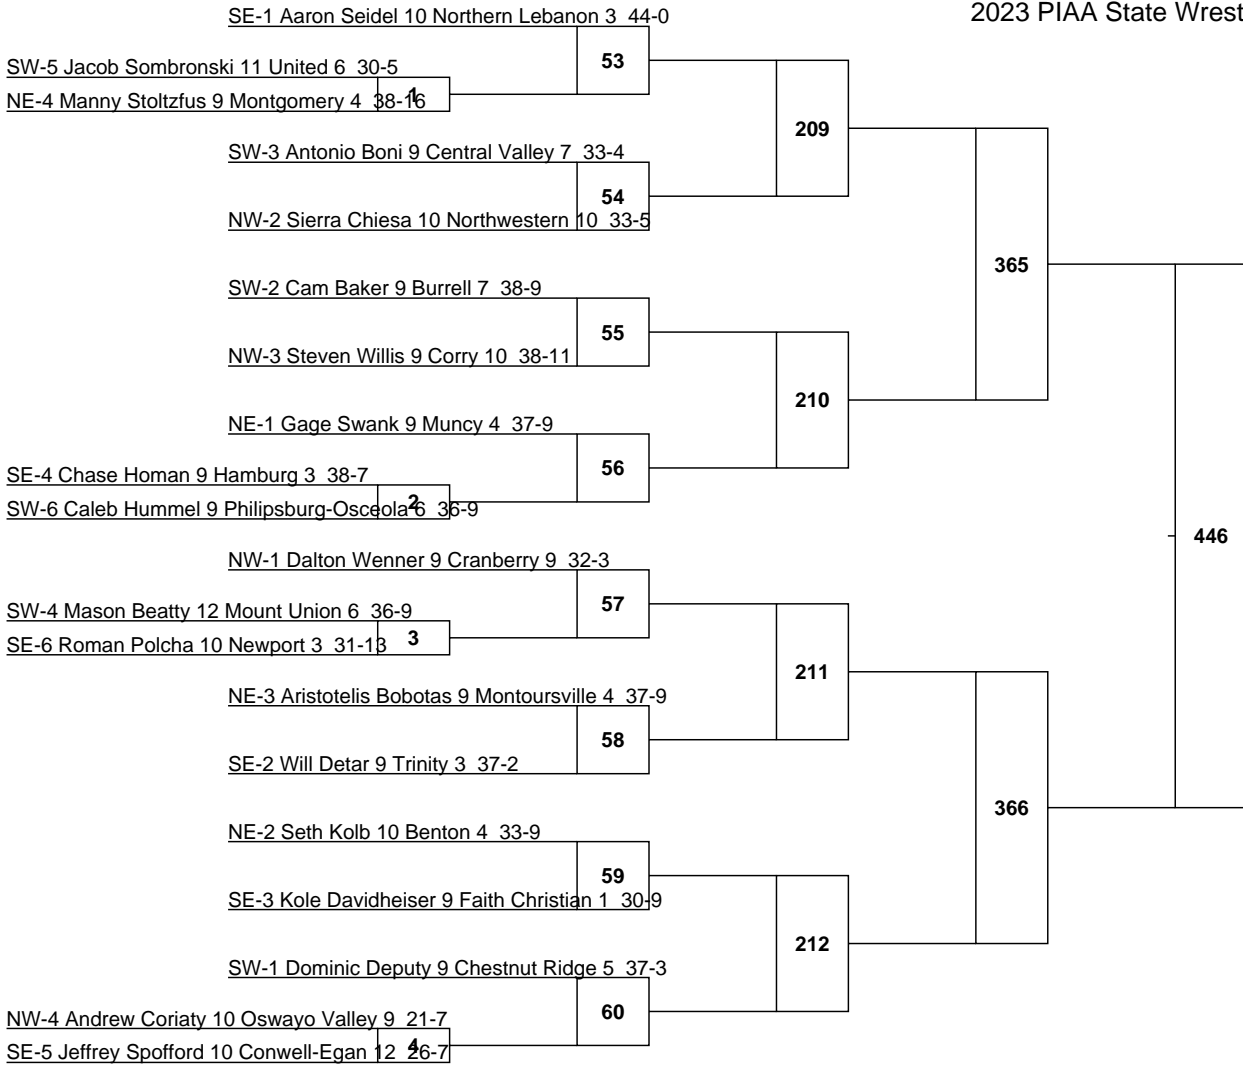 SE-1 Aaron Seidel 10 Northern Lebanon 3 44-0
2023 PIAA State Wrest
53
SW-5 Jacob Sombronski 11 United 6 30-5
1
NE-4 Manny Stoltzfus 9 Montgomery 4 38-16
209
SW-3 Antonio Boni 9 Central Valley 7 33-4
54
NW-2 Sierra Chiesa 10 Northwestern 10 33-5
365
SW-2 Cam Baker 9 Burrell 7 38-9
55
NW-3 Steven Willis 9 Corry 10 38-11
210
NE-1 Gage Swank 9 Muncy 4 37-9
56
SE-4 Chase Homan 9 Hamburg 3 38-7
2
SW-6 Caleb Hummel 9 Philipsburg-Osceola 6 36-9
446
NW-1 Dalton Wenner 9 Cranberry 9 32-3
57
SW-4 Mason Beatty 12 Mount Union 6 36-9
3
SE-6 Roman Polcha 10 Newport 3 31-13
211
NE-3 Aristotelis Bobotas 9 Montoursville 4 37-9
58
SE-2 Will Detar 9 Trinity 3 37-2
366
NE-2 Seth Kolb 10 Benton 4 33-9
59
SE-3 Kole Davidheiser 9 Faith Christian 1 30-9
212
SW-1 Dominic Deputy 9 Chestnut Ridge 5 37-3
60
NW-4 Andrew Coriaty 10 Oswayo Valley 9 21-7
4
SE-5 Jeffrey Spofford 10 Conwell-Egan 12 26-7